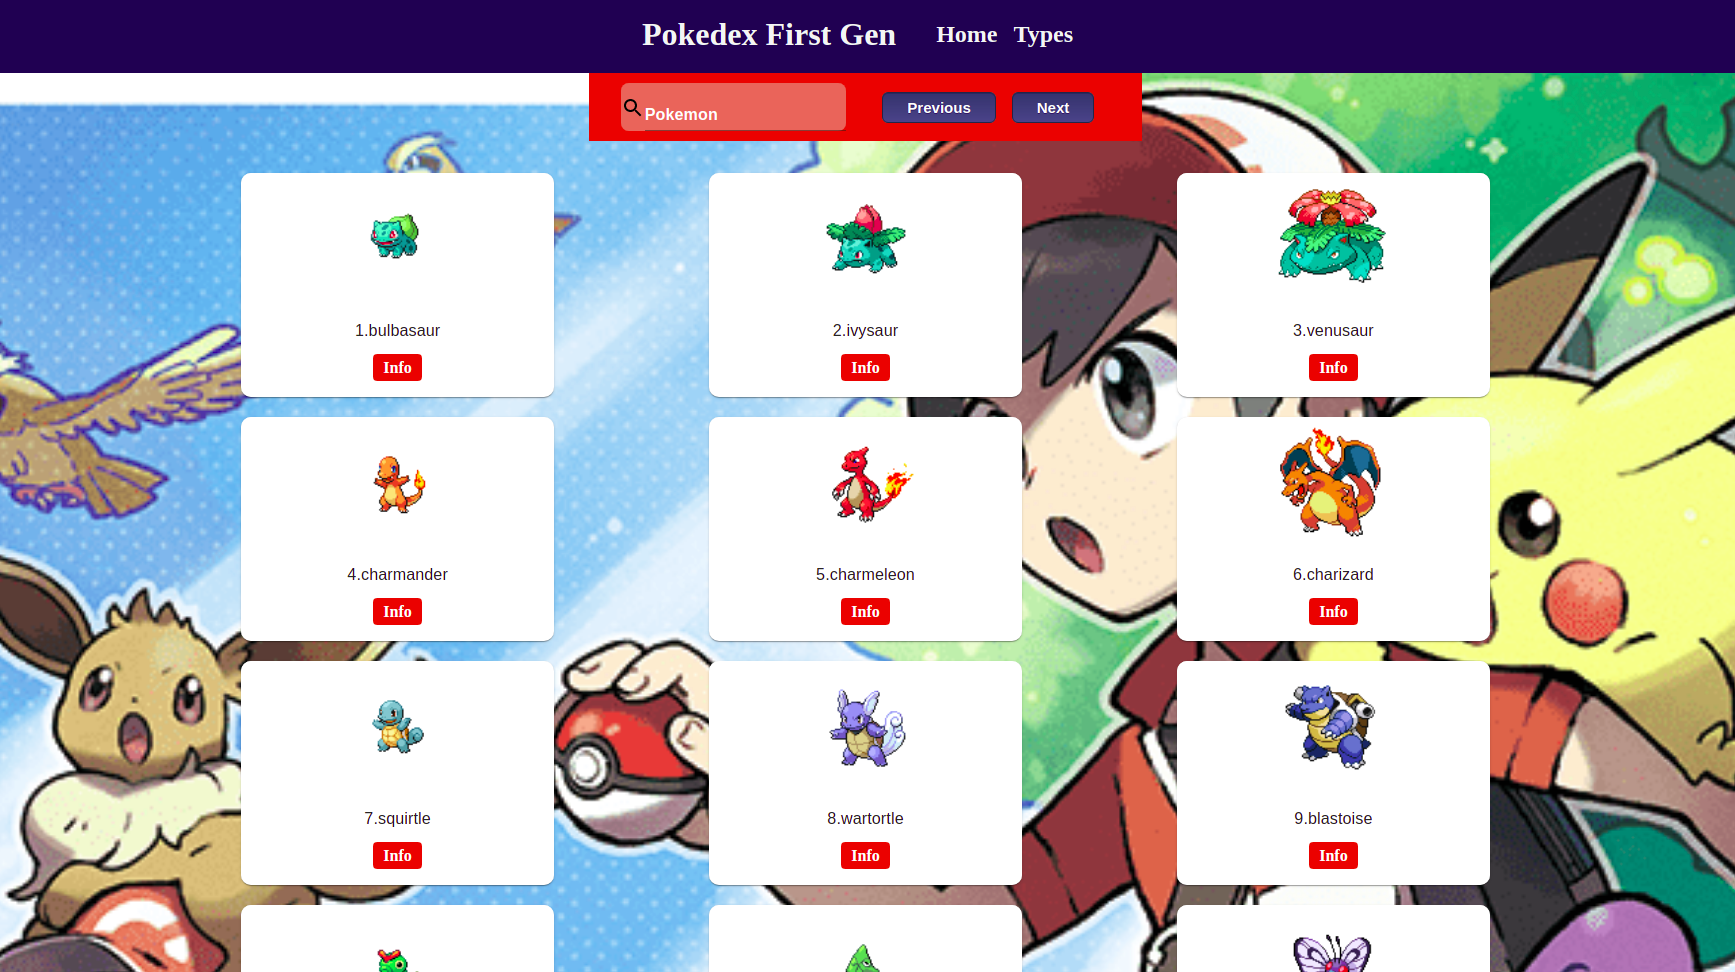 Pokedex First Gen Home Types
Pokemon Previous Next
1.bulbasaur 2.ivysaur 3.venusaur
Info Info Info
4.charmander 5.charmeleon 6.charizard
Info Info Info
7.squirtle 8.wartortle 9.blastoise
Info Info Info